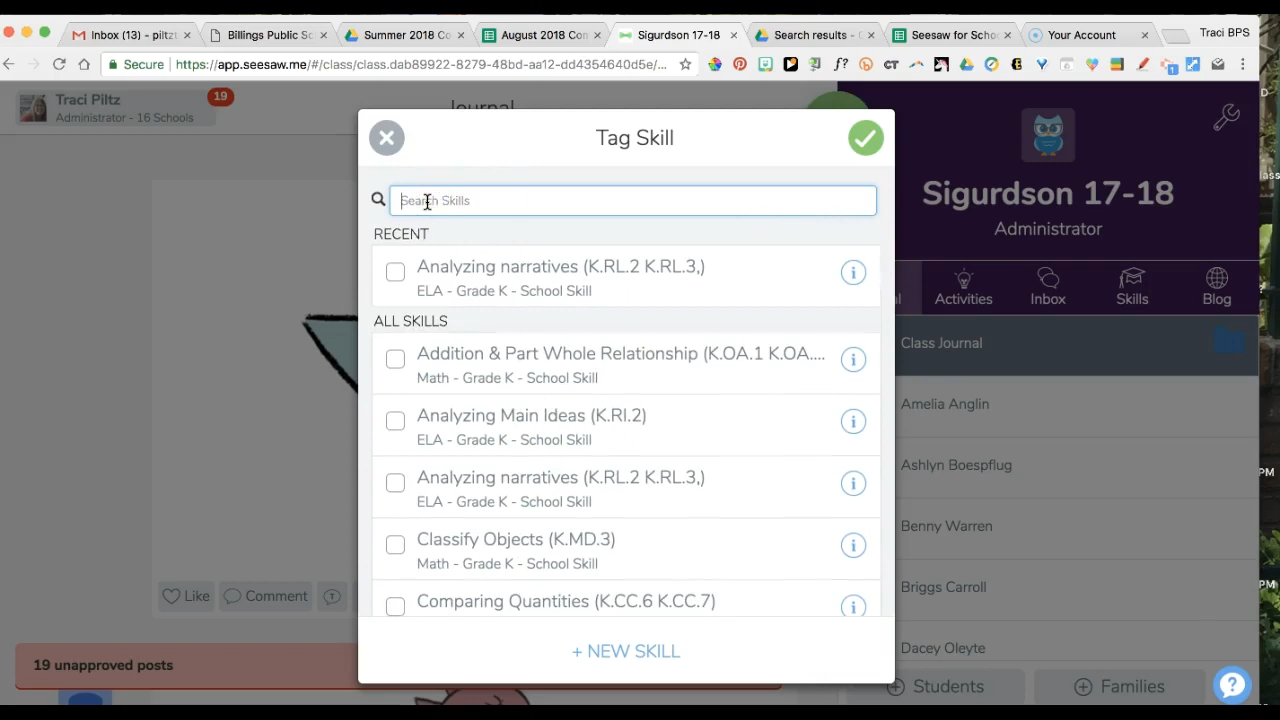 Inbox (13) - piltzt
Billings Public Sc
Summer 2018 Co
August 2018 Con
Sigurdson 17-18
Search results - G
Seesaw for Scho
Your Account
Traci BPS
Secure
https://app.seesaw.me/#/class/class.dab89922-8279-48bd-aa12-dd4354640d5e/...
Traci Piltz
19
Administrator - 16 Schools
Journal
Tag Skill
Search Skills
RECENT
Analyzing narratives (K.RL.2 K.RL.3,)
ELA - Grade K - School Skill
ALL SKILLS
Addition & Part Whole Relationship (K.OA.1 K.OA....
Math - Grade K - School Skill
Analyzing Main Ideas (K.RI.2)
ELA - Grade K - School Skill
Analyzing narratives (K.RL.2 K.RL.3,)
ELA - Grade K - School Skill
Classify Objects (K.MD.3)
Math - Grade K - School Skill
Comparing Quantities (K.CC.6 K.CC.7)
+ NEW SKILL
Sigurdson 17-18
Administrator
Activities
Inbox
Skills
Blog
Class Journal
Amelia Anglin
Ashlyn Boespflug
Benny Warren
Briggs Carroll
Dacey Oleyte
Students
Families
Like
Comment
19 unapproved posts
PM
PM